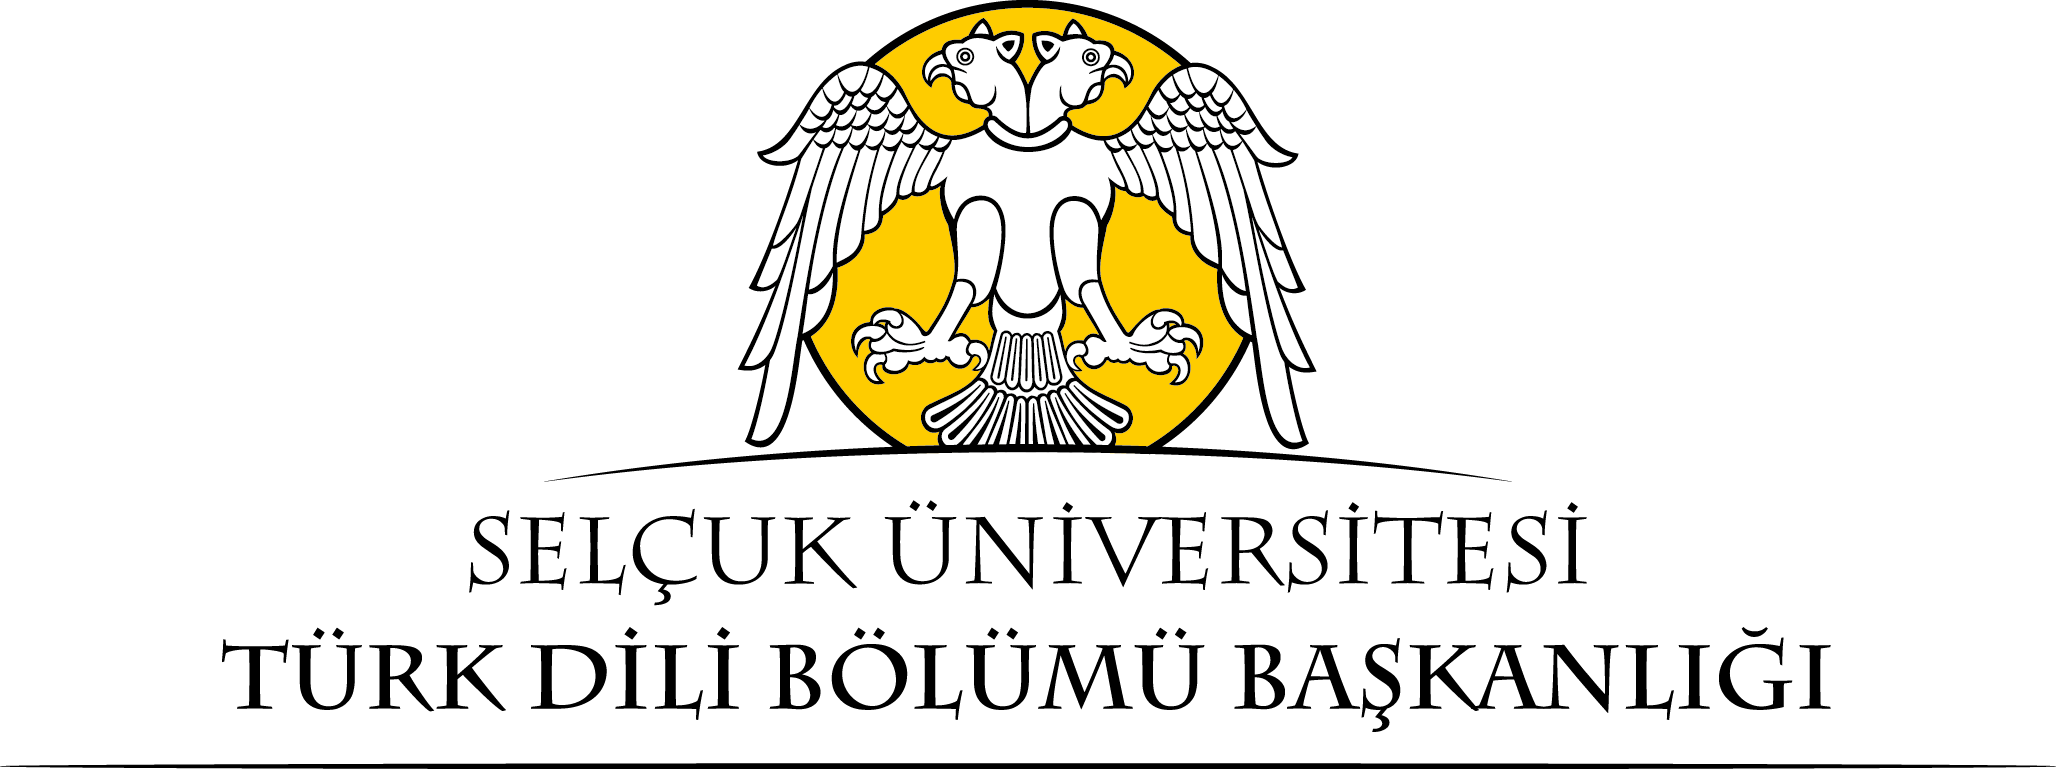 SELÇUK ÜNİVERSİTESİ
TÜRK DİLİ BÖLÜMÜ BAŞKANLIĞI